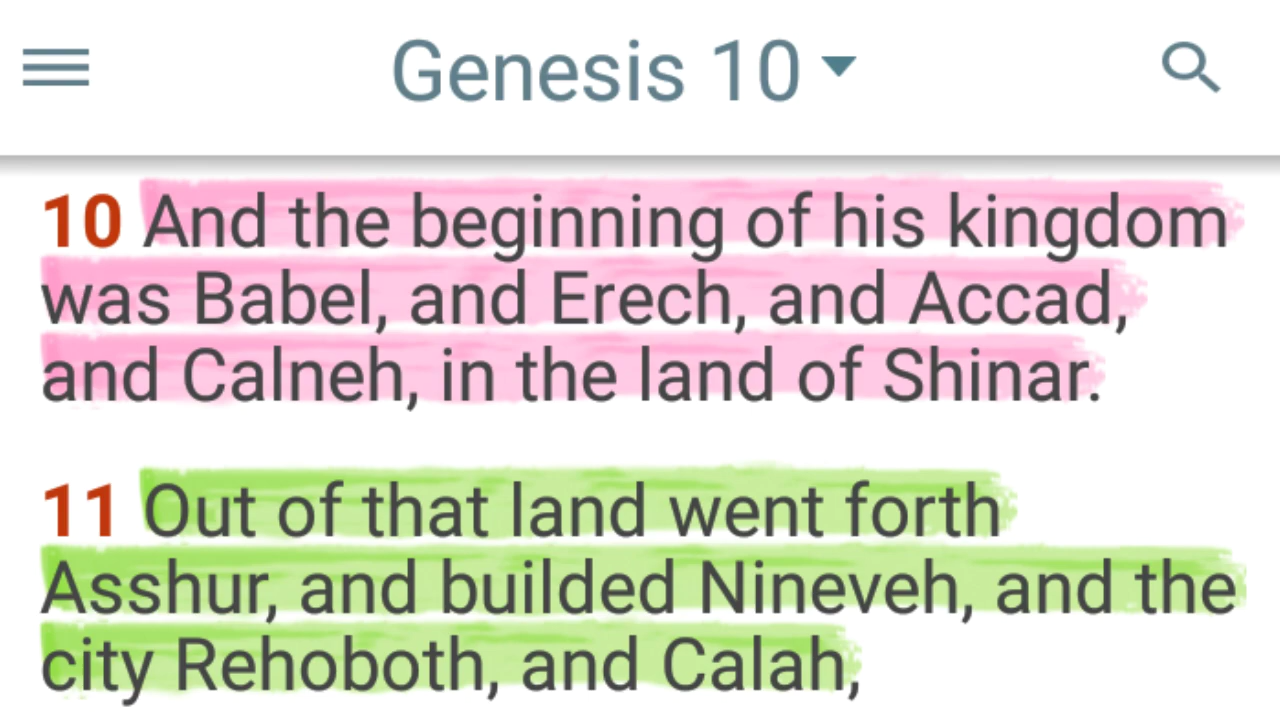 Genesis 10
10 And the beginning of his kingdom
was Babel, and Erech, and Accad,
and Calneh, in the land of Shinar.
11 Out of that land went forth
Asshur, and builded Nineveh, and the
city Rehoboth, and Calah,